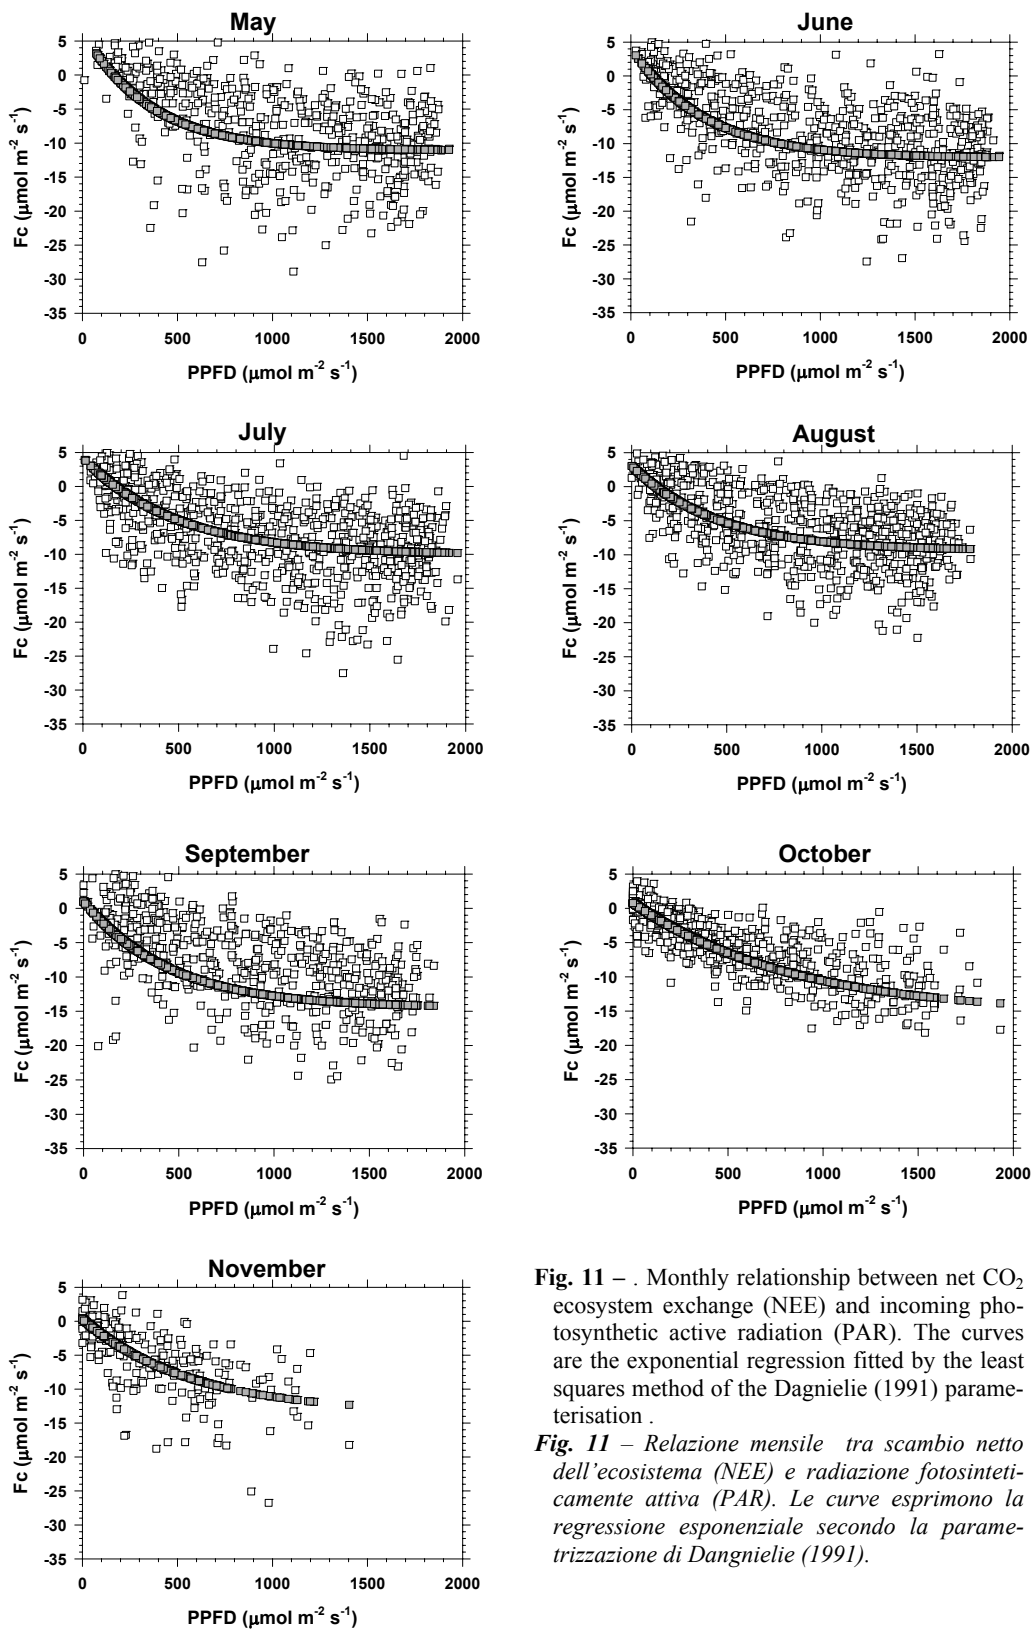 May
5
0
-5
-10
-15
-20
-25
-30
-35
Fc (μmol m-2 s-1)
0 500 1000 1500 2000
PPFD (μmol m-2 s-1)
June
5
0
-5
-10
-15
-20
-25
-30
-35
Fc (μmol m-2 s-1)
0 500 1000 1500 2000
PPFD (μmol m-2 s-1)
July
5
0
-5
-10
-15
-20
-25
-30
-35
Fc (μmol m-2 s-1)
0 500 1000 1500 2000
PPFD (μmol m-2 s-1)
August
5
0
-5
-10
-15
-20
-25
-30
-35
Fc (μmol m-2 s-1)
0 500 1000 1500 2000
PPFD (μmol m-2 s-1)
September
5
0
-5
-10
-15
-20
-25
-30
-35
Fc (μmol m-2 s-1)
0 500 1000 1500 2000
PPFD (μmol m-2 s-1)
October
5
0
-5
-10
-15
-20
-25
-30
-35
Fc (μmol m-2 s-1)
0 500 1000 1500 2000
PPFD (μmol m-2 s-1)
November
5
0
-5
-10
-15
-20
-25
-30
-35
Fc (μmol m-2 s-1)
0 500 1000 1500 2000
PPFD (μmol m-2 s-1)
Fig. 11 – . Monthly relationship between net CO2
ecosystem exchange (NEE) and incoming pho-
tosynthetic active radiation (PAR). The curves
are the exponential regression fitted by the least
squares method of the Dagnielie (1991) parame-
terisation .
Fig. 11 – Relazione mensile tra scambio netto
dell'ecosistema (NEE) e radiazione fotosinteti-
camente attiva (PAR). Le curve esprimono la
regressione esponenziale secondo la parame-
trizzazione di Dangnielie (1991).